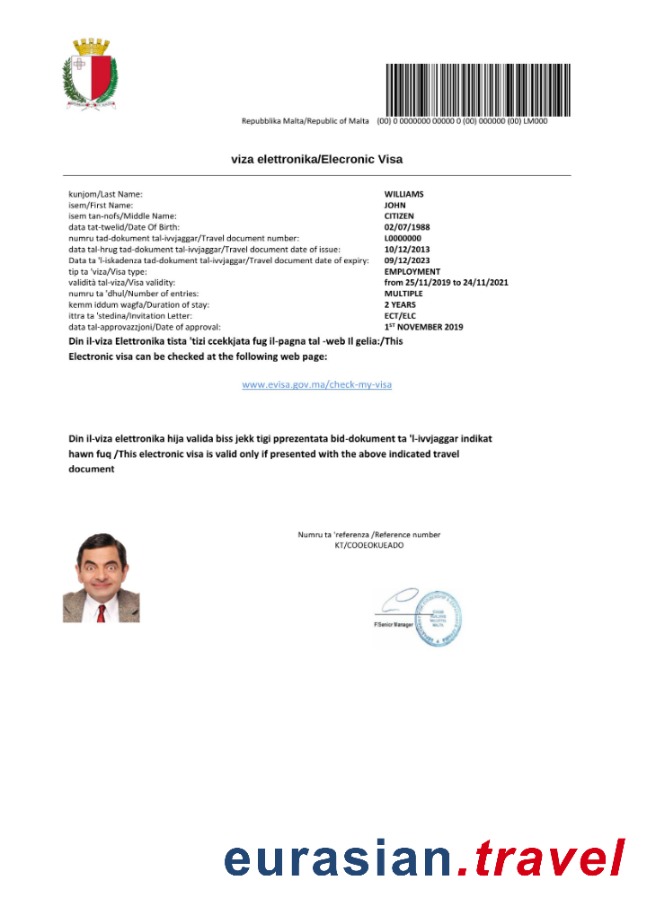 Repubblika Malta/Republic of Malta (00) 0 0000000 00000 0 (00) 000000 (00) LM000
viza elettronika/Elecronic Visa
kunjom/Last Name: WILLIAMS
isem/First Name: JOHN
isem tan-nofs/Middle Name: CITIZEN
data tat-twelid/Date Of Birth: 02/07/1988
numru tad-dokument tal-ivvjaggar/Travel document number: L0000000
data tal-hrug tad-dokument tal-ivvjaggar/Travel document date of issue: 10/12/2013
Data ta 'l-iskadenza tad-dokument tal-ivvjaggar/Travel document date of expiry: 09/12/2023
tip ta 'viza/Visa type: EMPLOYMENT
validità tal-viza/Visa validity: from 25/11/2019 to 24/11/2021
numru ta 'dhul/Number of entries: MULTIPLE
kemm iddum wagfa/Duration of stay: 2 YEARS
ittra ta 'stedina/Invitation Letter: ECT/ELC
data tal-approvazzjoni/Date of approval: 1ST NOVEMBER 2019
Din il-viza Elettronika tista 'tizi ccekkjata fug il-pagna tal -web Il gelia:/This
Electronic visa can be checked at the following web page:
www.evisa.gov.ma/check-my-visa
Din il-viza elettronika hija valida biss jekk tigi pprezentata bid-dokument ta 'l-ivvjaggar indikat
hawn fuq /This electronic visa is valid only if presented with the above indicated travel
document
Numru ta 'referenza /Reference number
KT/COOEOKUEADO
F\Senior Manager
eurasian.travel